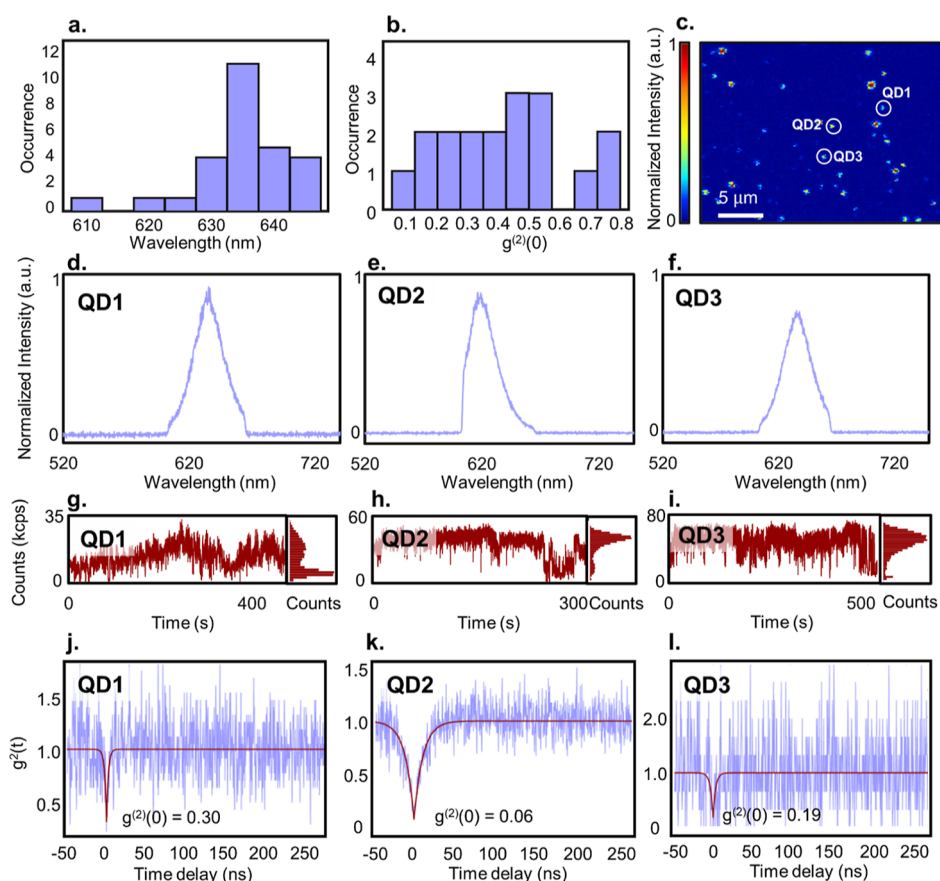 a.
12
10
8
6
4
2
0
Occurrence
610 620 630 640
Wavelength (nm)
b.
4
3
2
1
0
Occurrence
0.1 0.2 0.3 0.4 0.5 0.6 0.7 0.8
g(2)(0)
c.
Normalized Intensity (a.u.)
1
0
QD1
QD2
QD3
5 μm
d.
Normalized Intensity (a.u.)
1
0
QD1
520 620 720
Wavelength (nm)
e.
1
0
QD2
520 620 720
Wavelength (nm)
f.
1
0
QD3
520 620 720
Wavelength (nm)
g.
Counts (kcps)
35
0
QD1
0 400 Counts
Time (s)
h.
60
0
QD2
0 300 Counts
Time (s)
i.
80
0
QD3
0 500 Counts
Time (s)
j.
g2(t)
1.5
1.0
0.5
QD1
g(2)(0) = 0.30
-50 0 50 100 150 200 250
Time delay (ns)
k.
1.5
1.0
0.5
0
QD2
g(2)(0) = 0.06
-50 0 50 100 150 200 250
Time delay (ns)
l.
2.0
1.0
0
QD3
g(2)(0) = 0.19
-50 0 50 100 150 200 250
Time delay (ns)